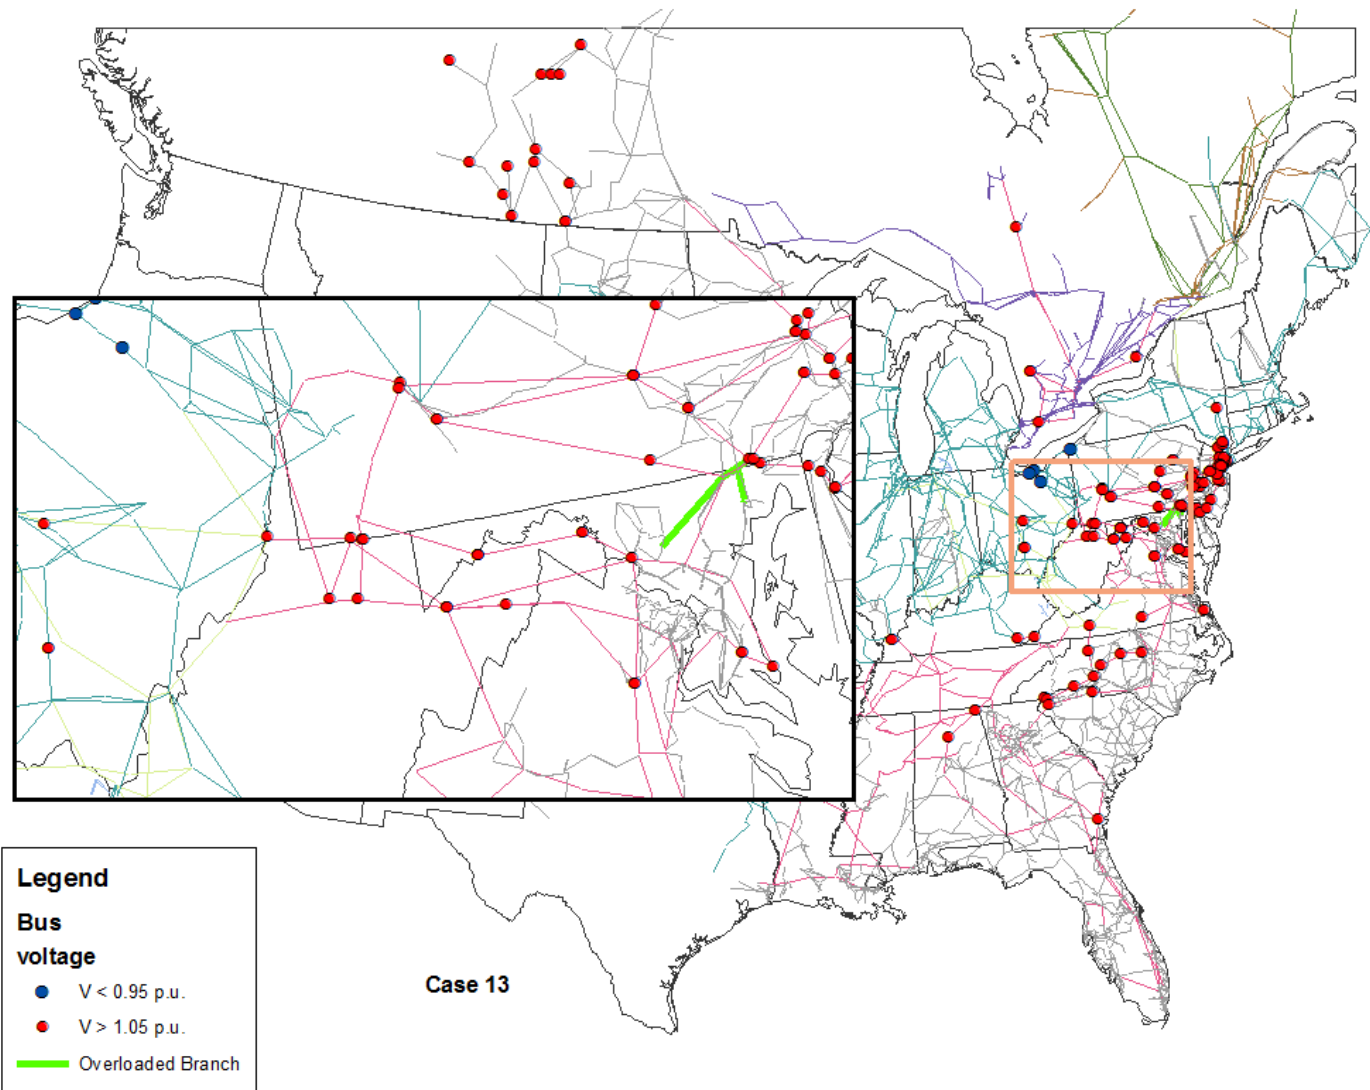 Case 13
Legend
Bus
voltage
V < 0.95 p.u.
V > 1.05 p.u.
Overloaded Branch